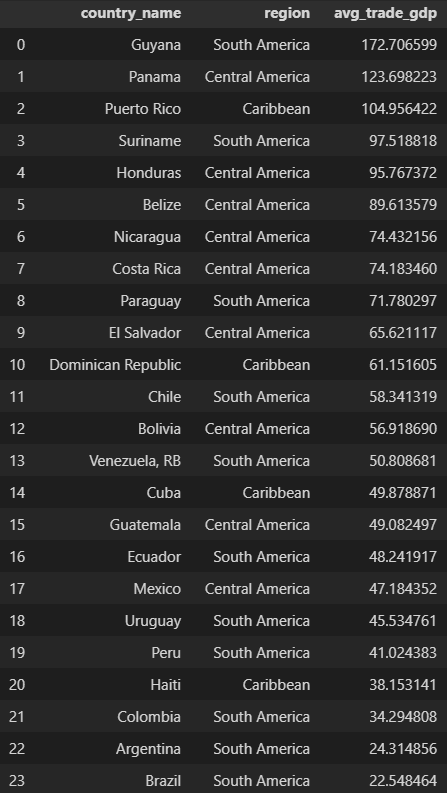 country_name region avg_trade_gdp
0 Guyana South America 172.706599
1 Panama Central America 123.698223
2 Puerto Rico Caribbean 104.956422
3 Suriname South America 97.518818
4 Honduras Central America 95.767372
5 Belize Central America 89.613579
6 Nicaragua Central America 74.432156
7 Costa Rica Central America 74.183460
8 Paraguay South America 71.780297
9 El Salvador Central America 65.621117
10 Dominican Republic Caribbean 61.151605
11 Chile South America 58.341319
12 Bolivia Central America 56.918690
13 Venezuela, RB South America 50.808681
14 Cuba Caribbean 49.878871
15 Guatemala Central America 49.082497
16 Ecuador South America 48.241917
17 Mexico Central America 47.184352
18 Uruguay South America 45.534761
19 Peru South America 41.024383
20 Haiti Caribbean 38.153141
21 Colombia South America 34.294808
22 Argentina South America 24.314856
23 Brazil South America 22.548464